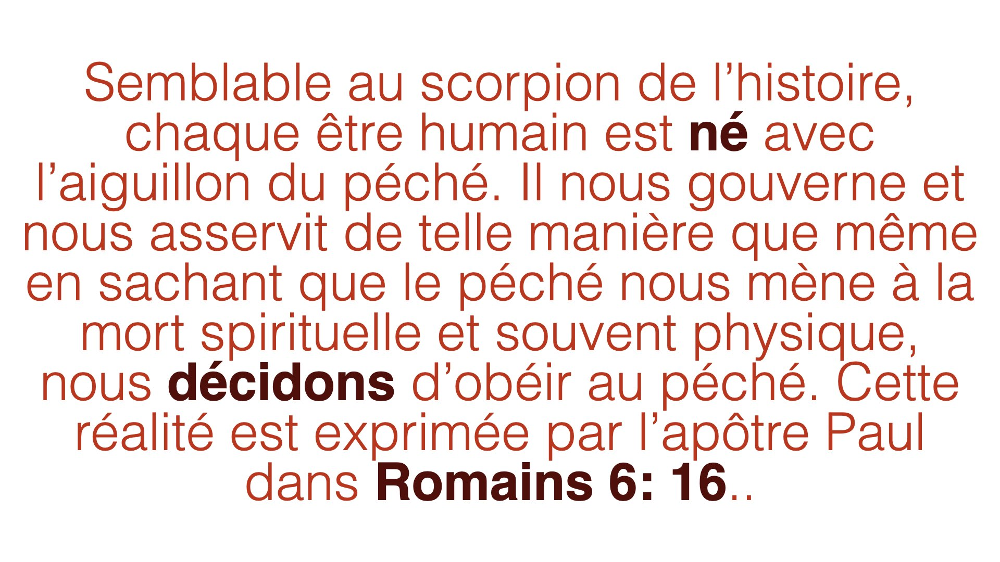 Semblable au scorpion de l’histoire,
chaque être humain est né avec
l’aiguillon du péché. Il nous gouverne et
nous asservit de telle manière que même
en sachant que le péché nous mène à la
mort spirituelle et souvent physique,
nous décidons d’obéir au péché. Cette
réalité est exprimée par l’apôtre Paul
dans Romains 6: 16..